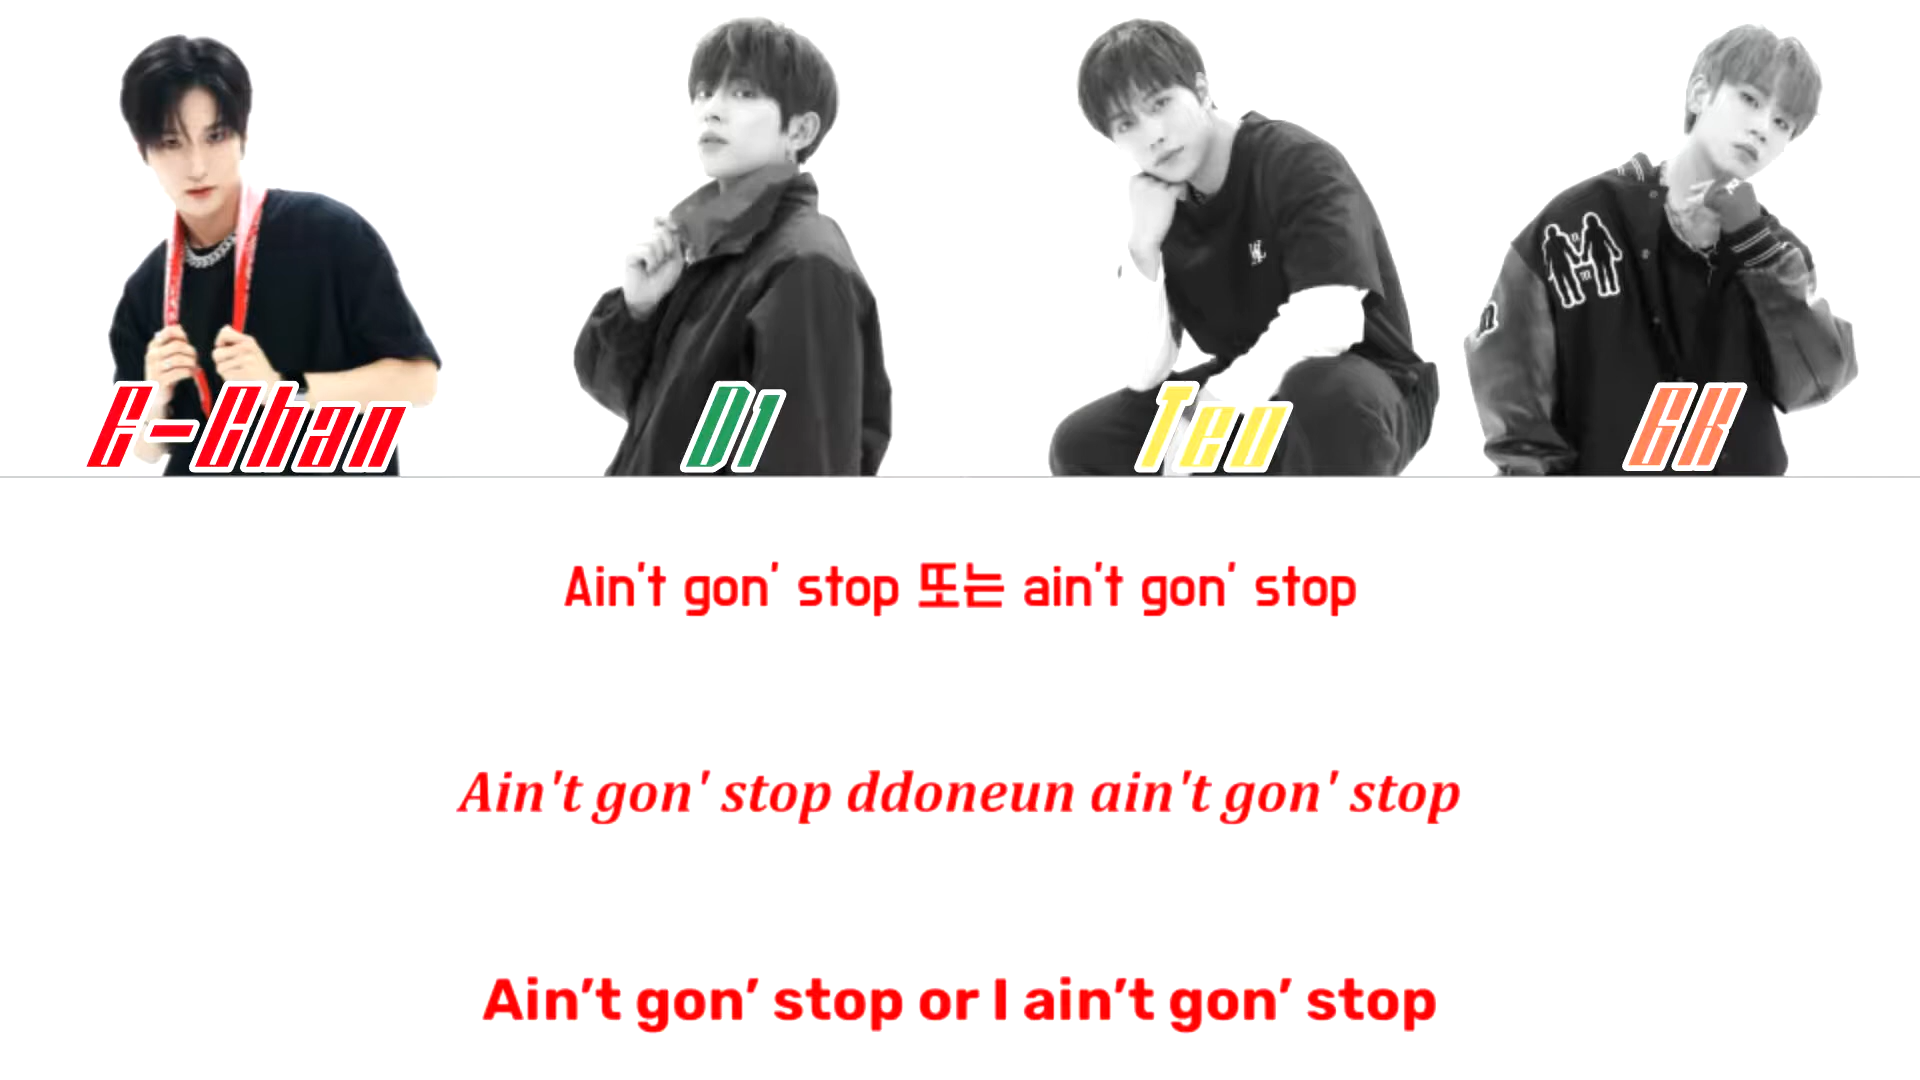 E-Chan
D1
Teo
GK
Ain't gon' stop 또는 ain't gon' stop
Ain't gon' stop ddoneun ain't gon' stop
Ain’t gon’ stop or I ain’t gon’ stop